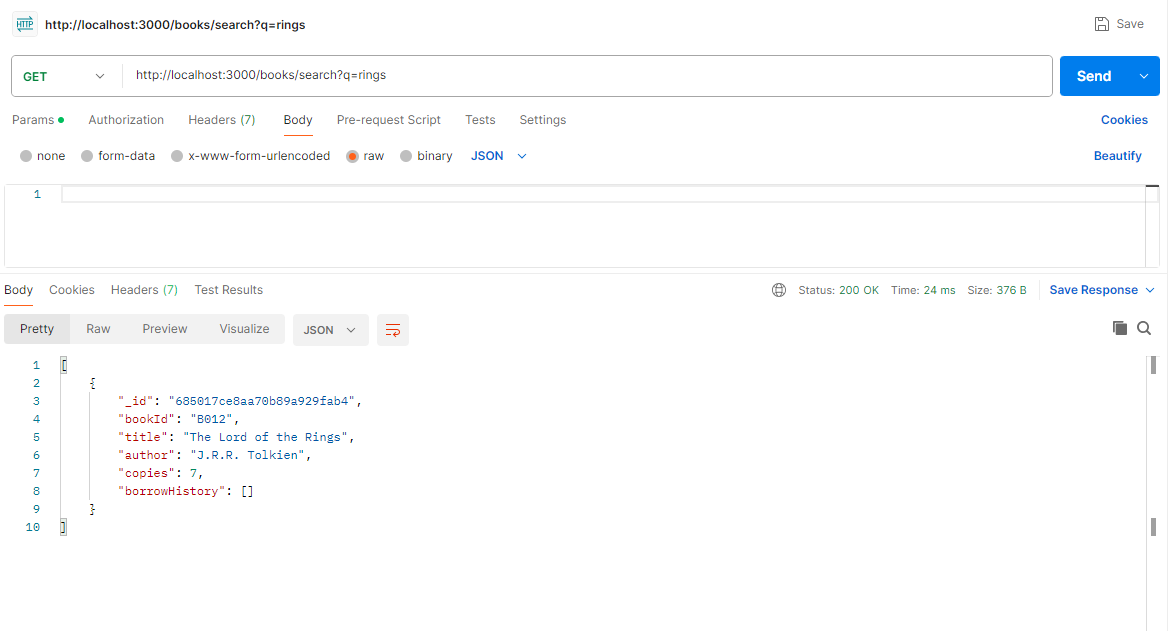 HTTP http://localhost:3000/books/search?q=rings Save
GET http://localhost:3000/books/search?q=rings Send
Params Authorization Headers (7) Body Pre-request Script Tests Settings Cookies
none form-data x-www-form-urlencoded raw binary JSON Beautify
1
Body Cookies Headers (7) Test Results Status: 200 OK Time: 24 ms Size: 376 B Save Response
Pretty Raw Preview Visualize JSON
1 [
2 {
3 "_id": "685017ce8aa70b89a929fab4",
4 "bookId": "B012",
5 "title": "The Lord of the Rings",
6 "author": "J.R.R. Tolkien",
7 "copies": 7,
8 "borrowHistory": []
9 }
10 ]